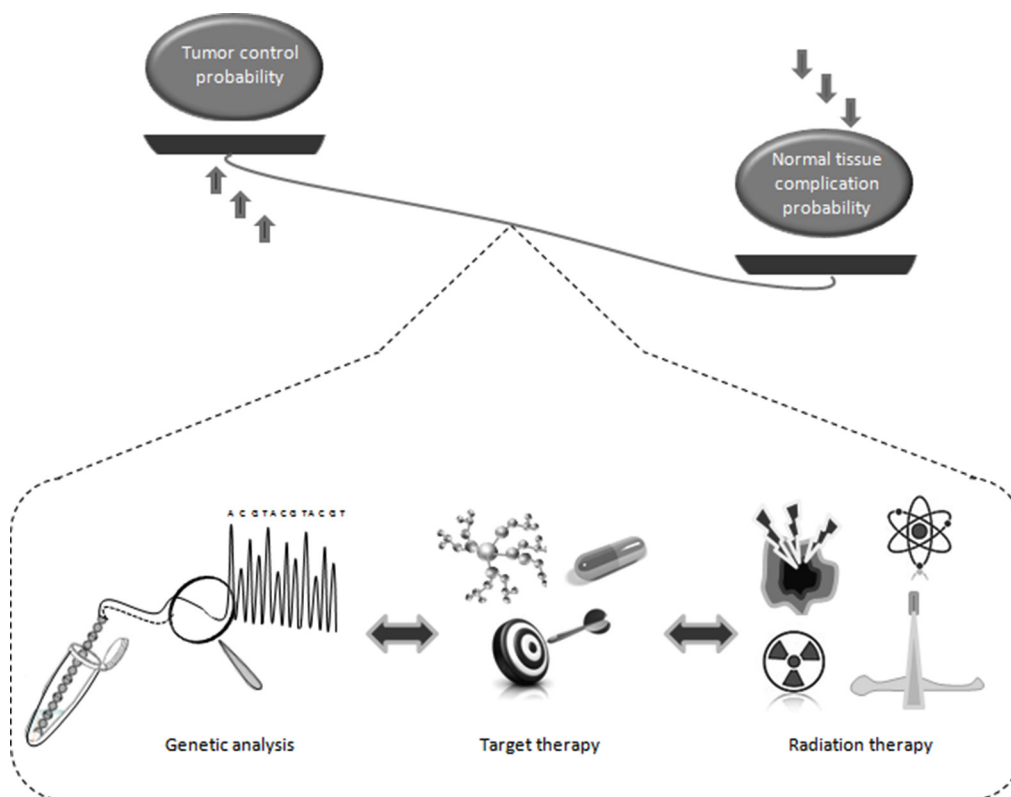 Tumor control
probability
Normal tissue
complication
probability
A C G T A C G T A C G T
Genetic analysis
Target therapy
Radiation therapy